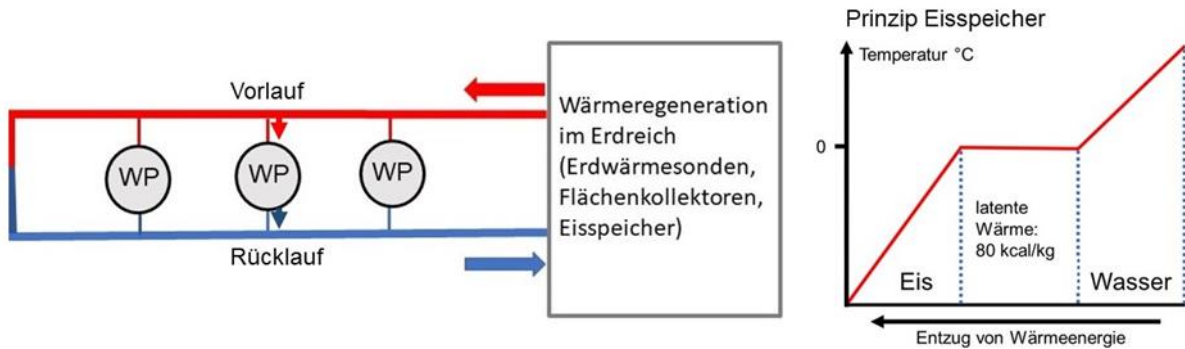 Vorlauf
WP
WP
WP
Rücklauf
Wärmeregeneration
im Erdreich
(Erdwärmesonden,
Flächenkollektoren,
Eisspeicher)
Prinzip Eisspeicher
Temperatur °C
0
latente
Wärme:
80 kcal/kg
Eis
Wasser
Entzug von Wärmeenergie